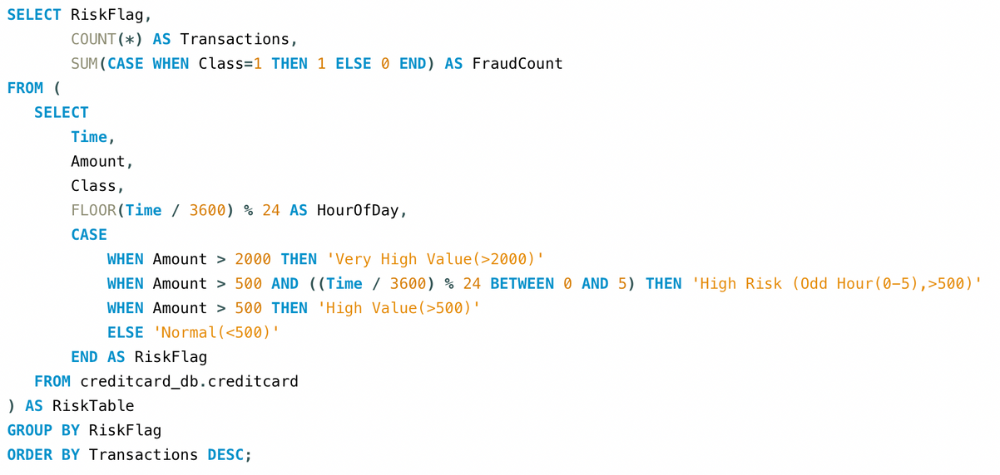 SELECT RiskFlag,
COUNT(*) AS Transactions,
SUM(CASE WHEN Class=1 THEN 1 ELSE 0 END) AS FraudCount
FROM (
SELECT
Time,
Amount,
Class,
FLOOR(Time / 3600) % 24 AS HourOfDay,
CASE
WHEN Amount > 2000 THEN 'Very High Value(>2000)'
WHEN Amount > 500 AND ((Time / 3600) % 24 BETWEEN 0 AND 5) THEN 'High Risk (Odd Hour(0–5),>500)'
WHEN Amount > 500 THEN 'High Value(>500)'
ELSE 'Normal(<500)'
END AS RiskFlag
FROM creditcard_db.creditcard
) AS RiskTable
GROUP BY RiskFlag
ORDER BY Transactions DESC;